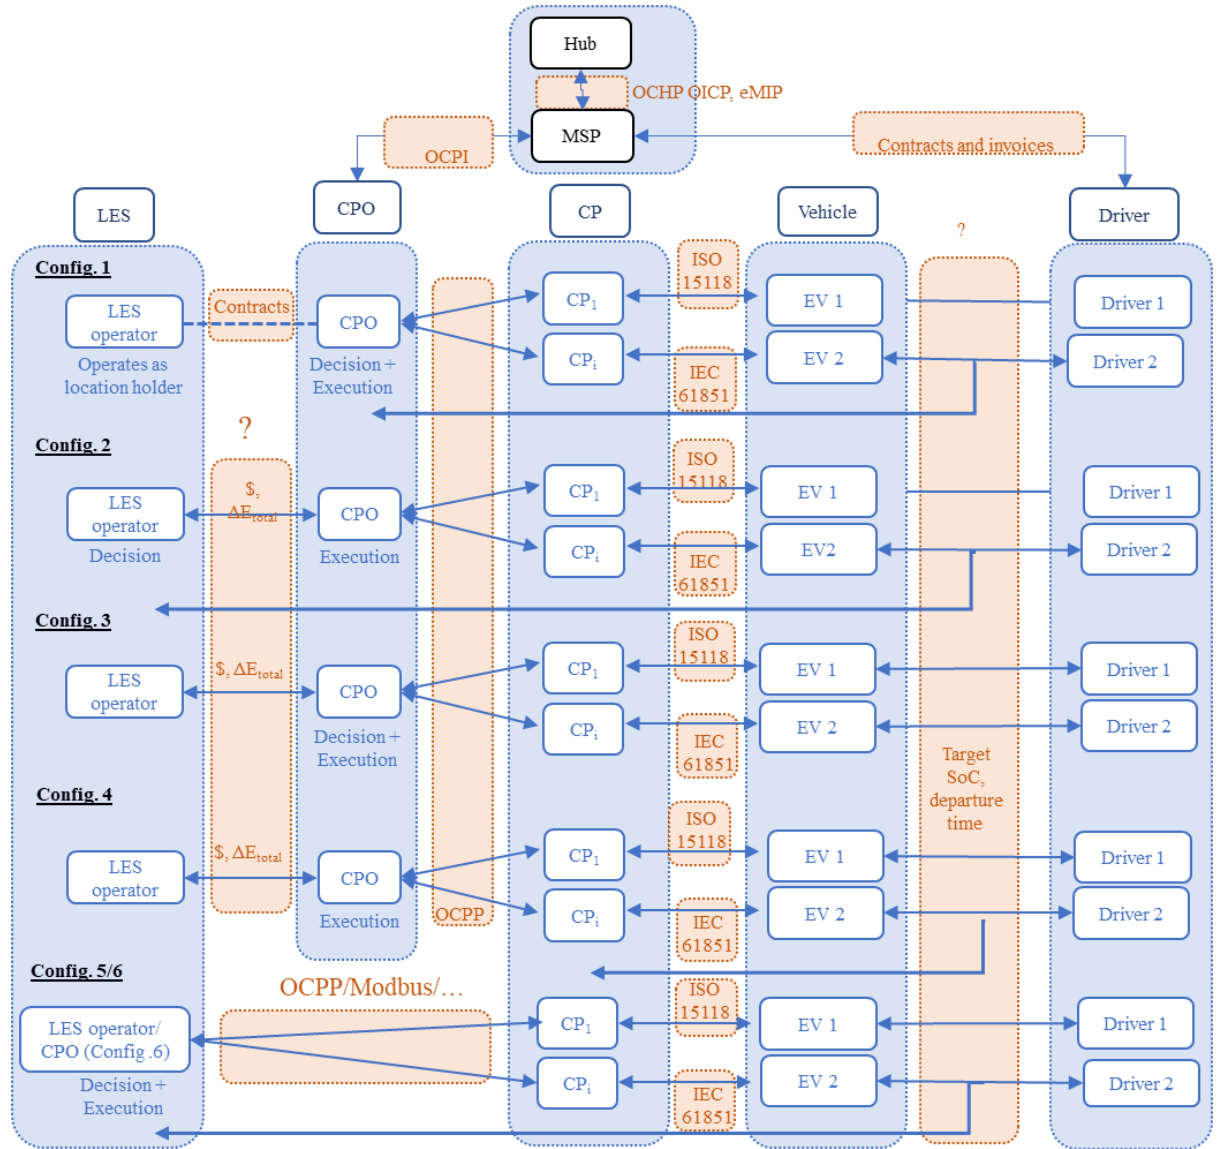 Hub
OCHP OICP, eMIP
MSP
OCPI
Contracts and invoices
LES
CPO
CP
Vehicle
?
Driver
Config. 1
Contracts
LES
operator
Operates as
location holder
CPO
Decision +
Execution
CP1
CPi
ISO
15118
IEC
61851
EV 1
EV 2
Driver 1
Driver 2
?
Config. 2
$,
ΔEtotal
LES
operator
Decision
CPO
Execution
CP1
CPi
ISO
15118
IEC
61851
EV 1
EV2
Driver 1
Driver 2
Config. 3
$, ΔEtotal
LES
operator
CPO
Decision +
Execution
CP1
CPi
ISO
15118
IEC
61851
EV 1
EV 2
Driver 1
Driver 2
Target
SoC,
departure
time
Config. 4
$, ΔEtotal
LES
operator
CPO
Execution
OCPP
CP1
CPi
ISO
15118
IEC
61851
EV 1
EV 2
Driver 1
Driver 2
Config. 5/6
OCPP/Modbus/…
LES operator/
CPO (Config .6)
Decision +
Execution
CP1
CPi
ISO
15118
IEC
61851
EV 1
EV 2
Driver 1
Driver 2